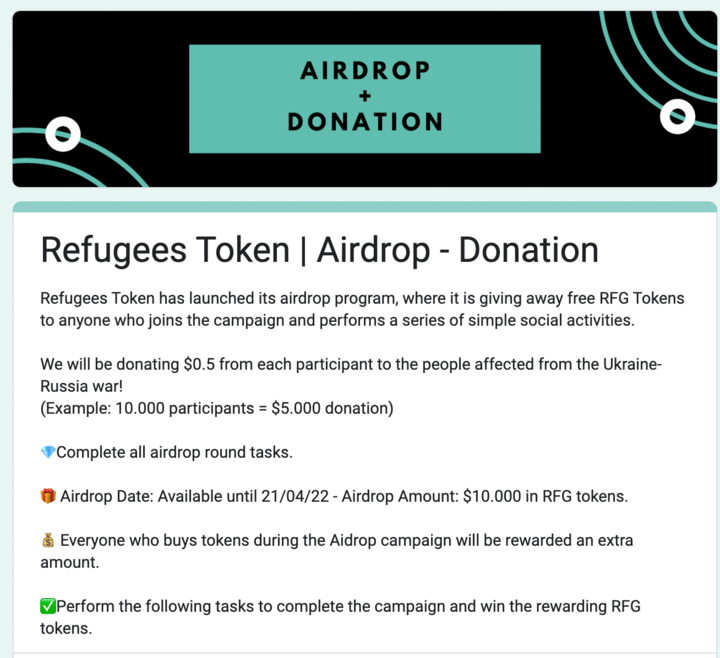 AIRDROP
+
DONATION
Refugees Token | Airdrop - Donation
Refugees Token has launched its airdrop program, where it is giving away free RFG Tokens
to anyone who joins the campaign and performs a series of simple social activities.
We will be donating $0.5 from each participant to the people affected from the Ukraine-
Russia war!
(Example: 10.000 participants = $5.000 donation)
💎Complete all airdrop round tasks.
🎁 Airdrop Date: Available until 21/04/22 - Airdrop Amount: $10.000 in RFG tokens.
💰 Everyone who buys tokens during the Aidrop campaign will be rewarded an extra
amount.
✅Perform the following tasks to complete the campaign and win the rewarding RFG
tokens.